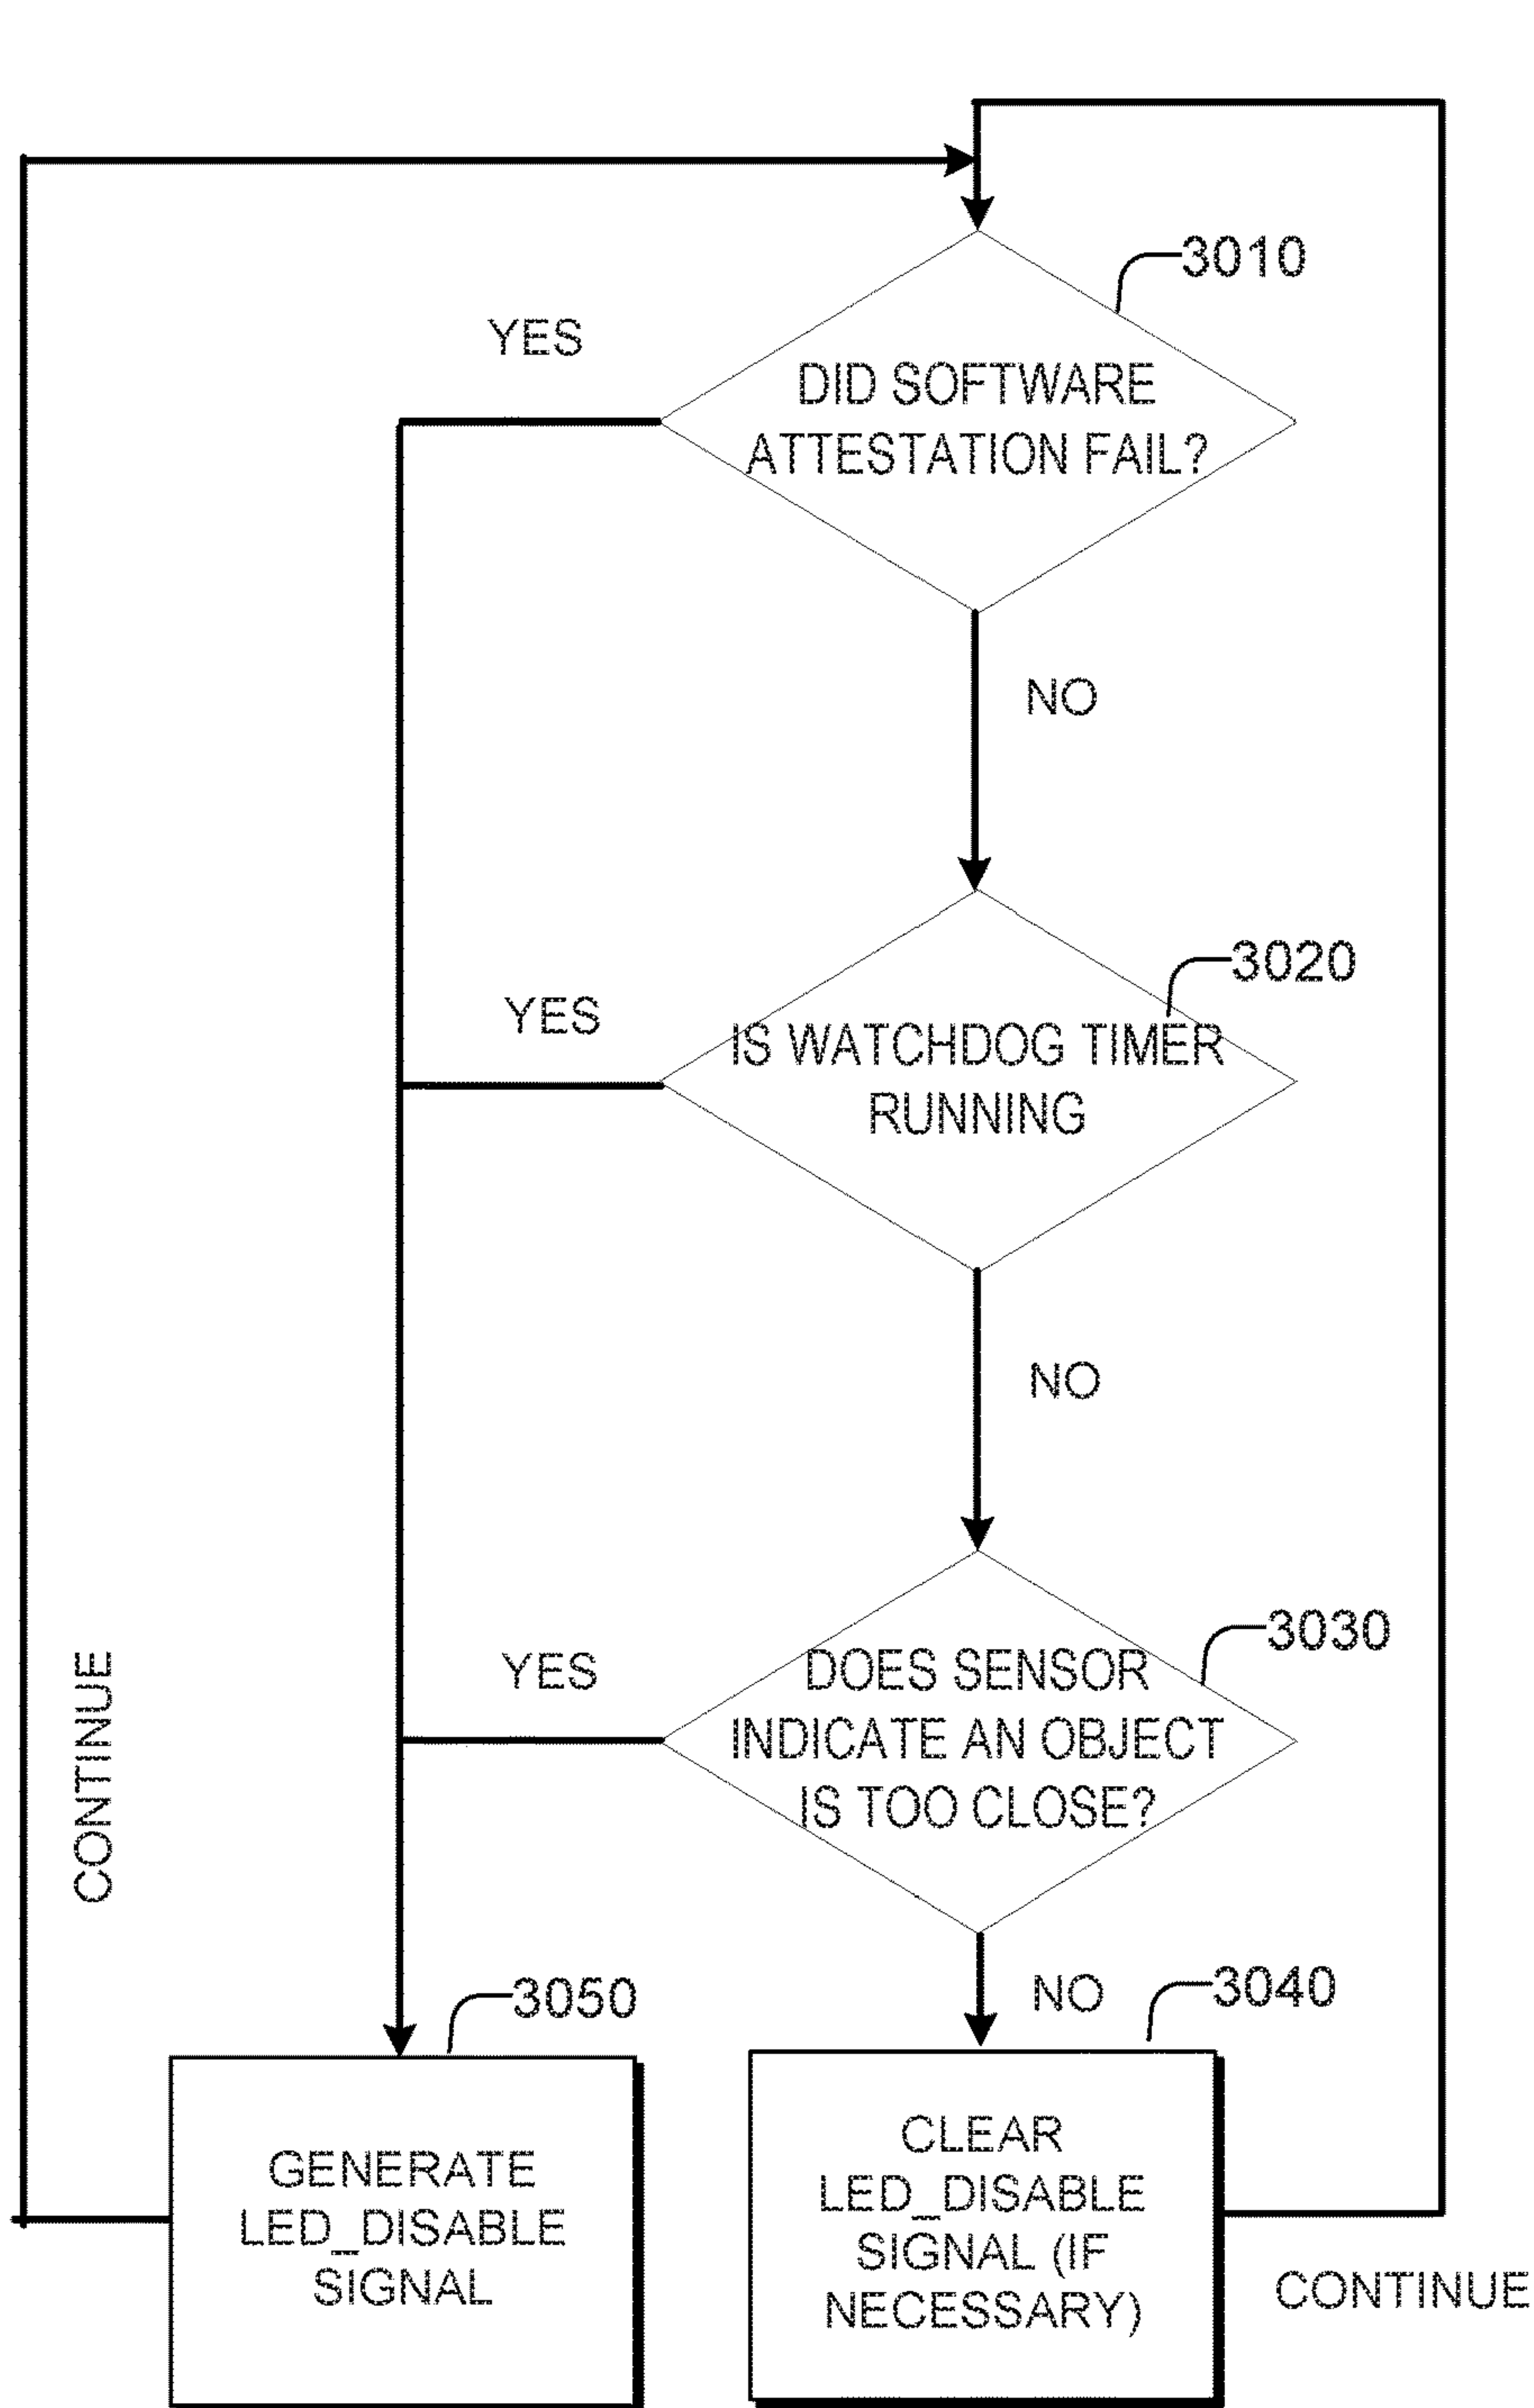 3010
YES
DID SOFTWARE
ATTESTATION FAIL?
NO
3020
YES
IS WATCHDOG TIMER
RUNNING
NO
3030
YES
DOES SENSOR
INDICATE AN OBJECT
IS TOO CLOSE?
CONTINUE
NO
3050
3040
GENERATE
LED_DISABLE
SIGNAL
CLEAR
LED_DISABLE
SIGNAL (IF
NECESSARY)
CONTINUE